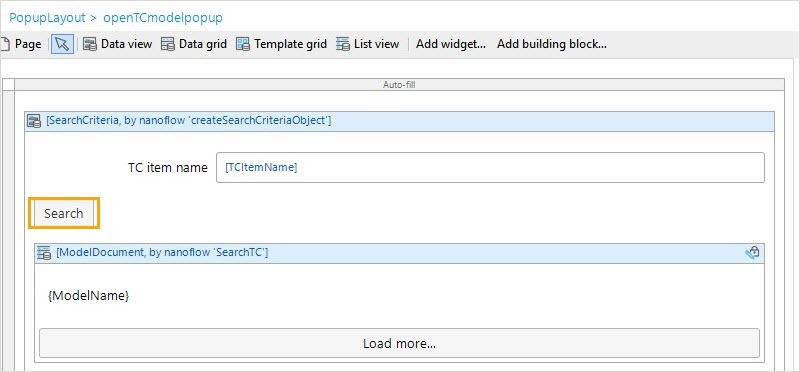 PopupLayout > openTCmodelpopup
Page Data view Data grid Template grid List view Add widget... Add building block...
Auto-fill
[SearchCriteria, by nanoflow 'createSearchCriteriaObject']
TC item name [TCItemName]
Search
[ModelDocument, by nanoflow 'SearchTC']
{ModelName}
Load more...